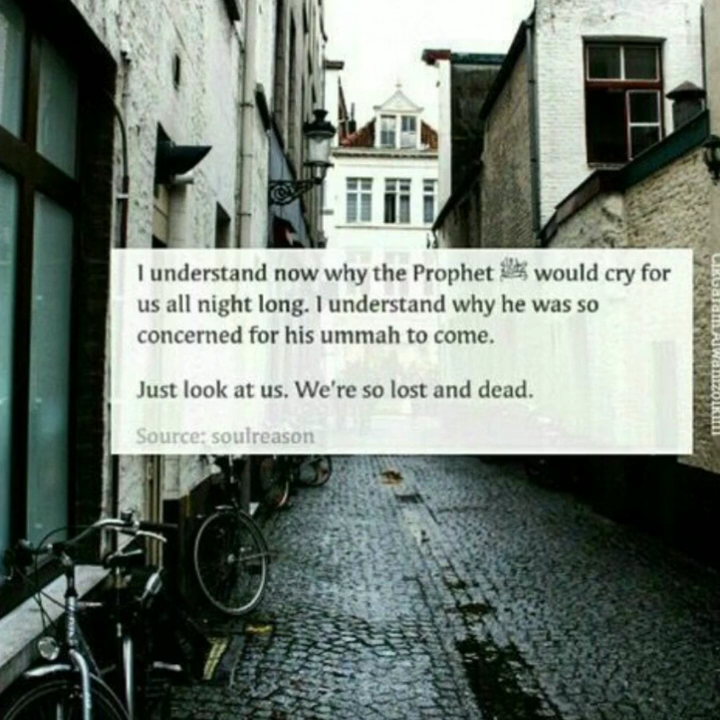 I understand now why the Prophet ﷺ would cry for
us all night long. I understand why he was so
concerned for his ummah to come.
Just look at us. We're so lost and dead.
Source: soulreason